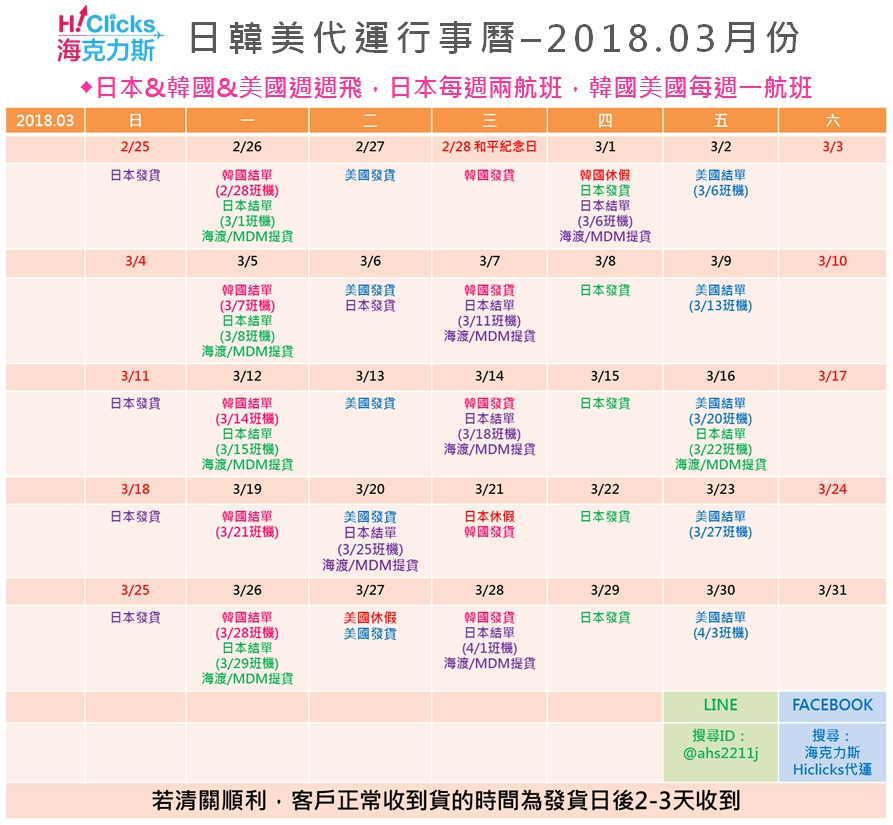 H!Clicks
海克力斯
日韓美代運行事曆–2018.03月份
◆日本&韓國&美國週週飛，日本每週兩航班，韓國美國每週一航班
2018.03 日 一 二 三 四 五 六
2/25 2/26 2/27 2/28 和平紀念日 3/1 3/2 3/3
日本發貨
韓國結單
(2/28班機)
日本結單
(3/1班機)
海渡/MDM提貨
美國發貨
韓國發貨
韓國休假
日本發貨
日本結單
(3/6班機)
海渡/MDM提貨
美國結單
(3/6班機)
3/4 3/5 3/6 3/7 3/8 3/9 3/10
韓國結單
(3/7班機)
日本結單
(3/8班機)
海渡/MDM提貨
美國發貨
日本發貨
韓國發貨
日本結單
(3/11班機)
海渡/MDM提貨
日本發貨
美國結單
(3/13班機)
3/11 3/12 3/13 3/14 3/15 3/16 3/17
日本發貨
韓國結單
(3/14班機)
日本結單
(3/15班機)
海渡/MDM提貨
美國發貨
韓國發貨
日本結單
(3/18班機)
海渡/MDM提貨
日本發貨
美國結單
(3/20班機)
日本結單
(3/22班機)
海渡/MDM提貨
3/18 3/19 3/20 3/21 3/22 3/23 3/24
日本發貨
韓國結單
(3/21班機)
美國發貨
日本結單
(3/25班機)
海渡/MDM提貨
日本休假
韓國發貨
日本發貨
美國結單
(3/27班機)
3/25 3/26 3/27 3/28 3/29 3/30 3/31
日本發貨
韓國結單
(3/28班機)
日本結單
(3/29班機)
海渡/MDM提貨
美國休假
美國發貨
韓國發貨
日本結單
(4/1班機)
海渡/MDM提貨
日本發貨
美國結單
(4/3班機)
LINE
搜尋ID：
@ahs2211j
FACEBOOK
搜尋：
海克力斯
Hiclicks代運
若清關順利，客戶正常收到貨的時間為發貨日後2-3天收到